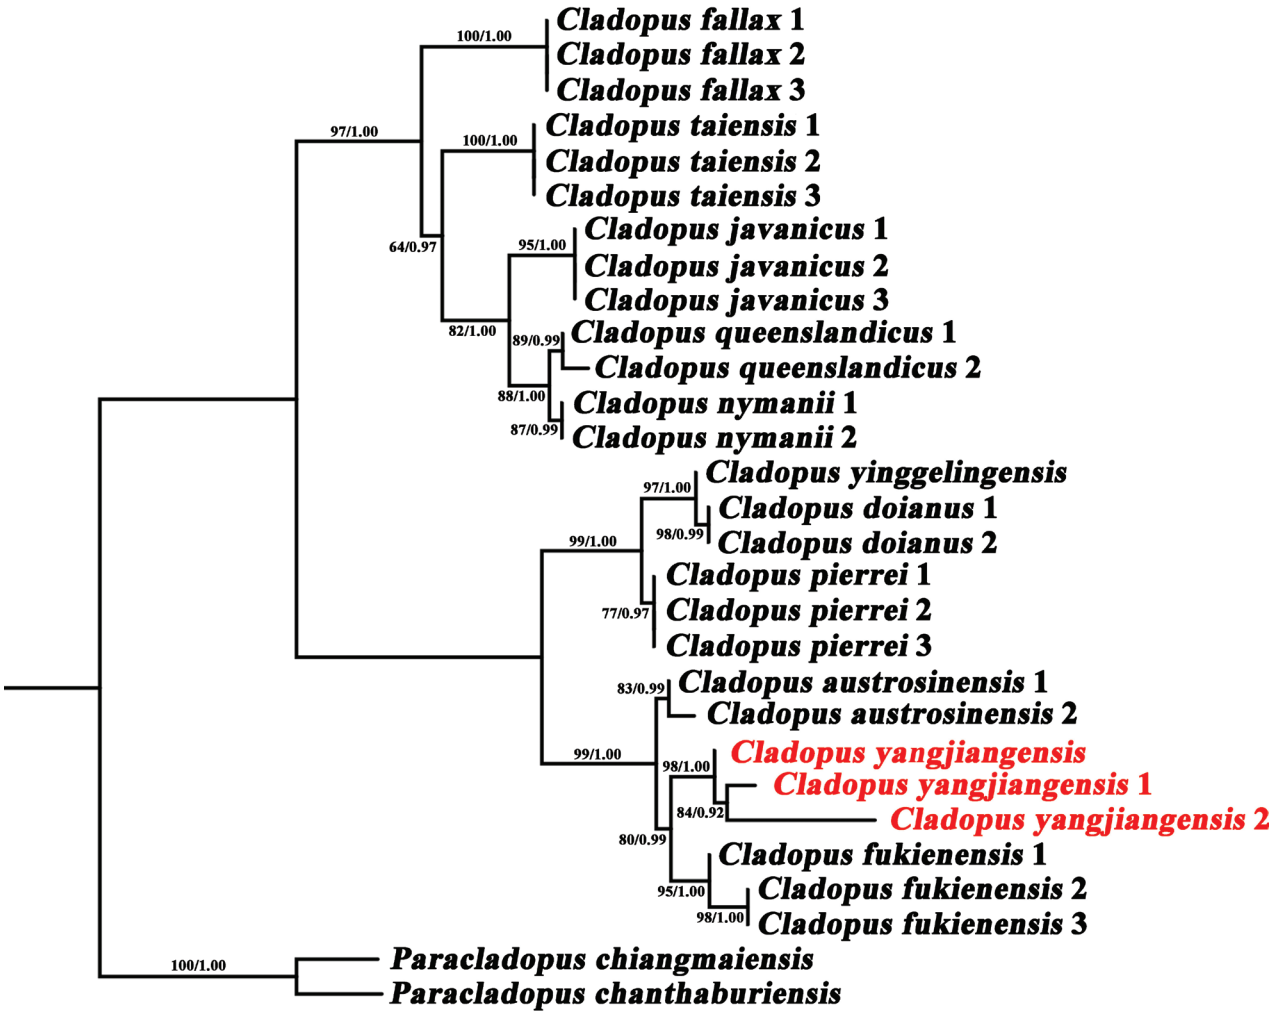 Cladopus fallax 1
100/1.00
Cladopus fallax 2
Cladopus fallax 3
Cladopus taiensis 1
97/1.00
100/1.00
Cladopus taiensis 2
Cladopus taiensis 3
Cladopus javanicus 1
64/0.97
95/1.00
Cladopus javanicus 2
Cladopus javanicus 3
82/1.00
Cladopus queenslandicus 1
89/0.99
Cladopus queenslandicus 2
88/1.00
Cladopus nymanii 1
87/0.99
Cladopus nymanii 2
Cladopus yinggelingensis
97/1.00
Cladopus doianus 1
98/0.99
99/1.00
Cladopus doianus 2
Cladopus pierrei 1
77/0.97
Cladopus pierrei 2
Cladopus pierrei 3
83/0.99
Cladopus austrosinensis 1
Cladopus austrosinensis 2
99/1.00
Cladopus yangjiangensis
98/1.00
Cladopus yangjiangensis 1
84/0.92
Cladopus yangjiangensis 2
80/0.99
Cladopus fukienensis 1
95/1.00
Cladopus fukienensis 2
98/1.00
Cladopus fukienensis 3
100/1.00
Paracladopus chiangmaiensis
Paracladopus chanthaburiensis